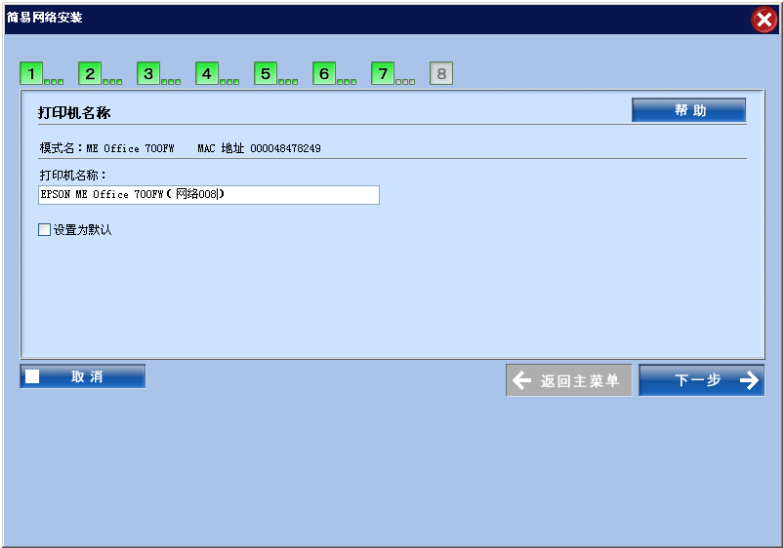 简易网络安装
1 2 3 4 5 6 7 8
打印机名称
帮助
模式名：ME Office 700FW MAC 地址 000048478249
打印机名称：
EPSON ME Office 700FW(网络008)
设置为默认
取消
返回主菜单
下一步